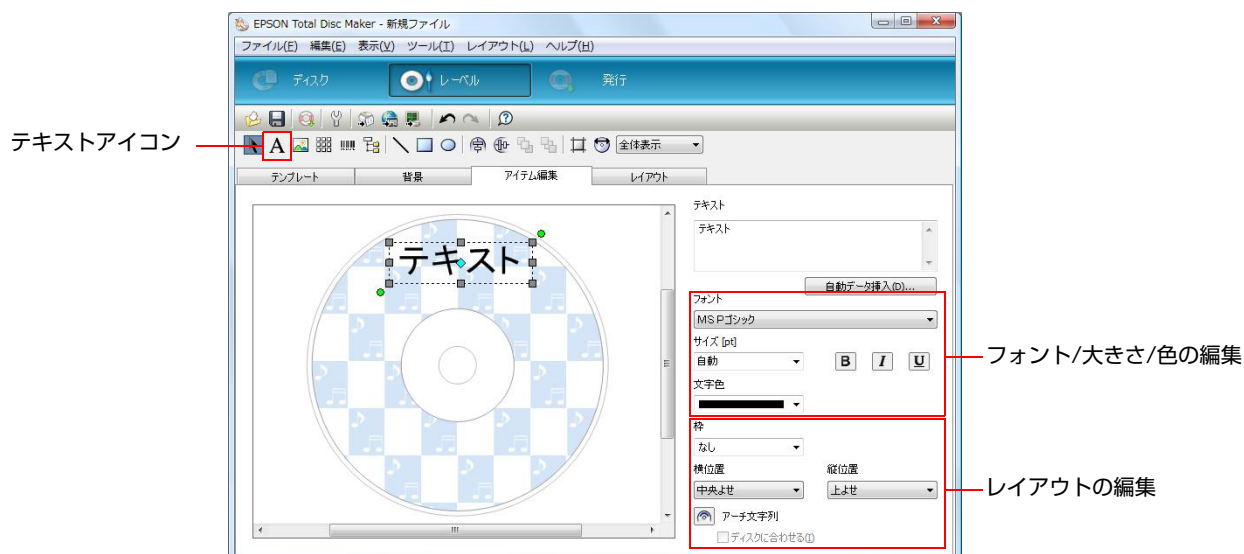 EPSON Total Disc Maker - 新規ファイル
ファイル(F) 編集(E) 表示(V) ツール(T) レイアウト(L) ヘルプ(H)
ディスク レーベル 発行
テキストアイコン
A 全体表示
テンプレート 背景 アイテム編集 レイアウト
テキスト
テキスト
テキスト
自動データ挿入(D)...
フォント
MS Pゴシック
サイズ [pt]
自動 B I U
フォント/大きさ/色の編集
文字色
枠
なし
横位置 縦位置
中央よせ 上よせ
レイアウトの編集
アーチ文字列
ディスクに合わせる(I)